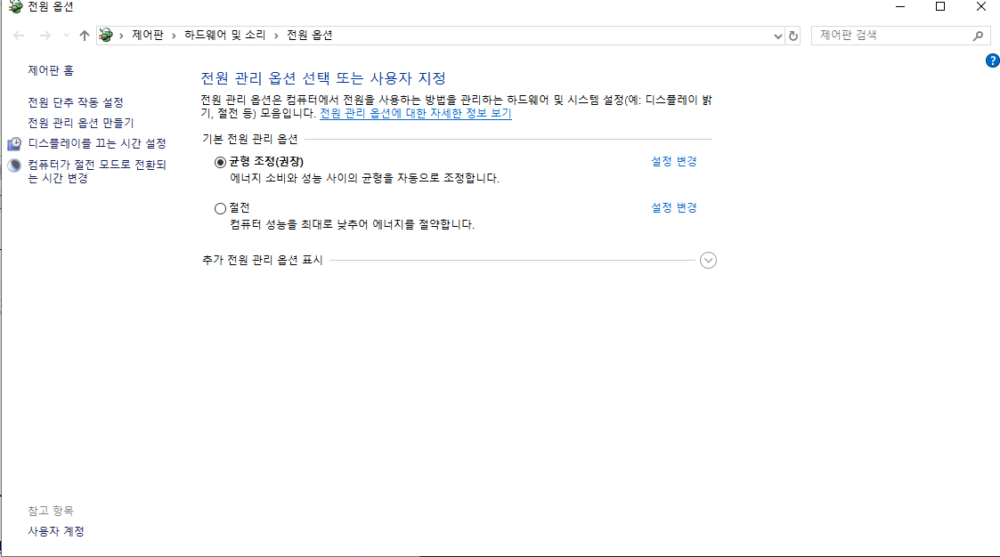 전원 옵션
제어판 > 하드웨어 및 소리 > 전원 옵션
제어판 검색
제어판 홈
전원 단추 작동 설정
전원 관리 옵션 만들기
디스플레이를 끄는 시간 설정
컴퓨터가 절전 모드로 전환되
는 시간 변경
전원 관리 옵션 선택 또는 사용자 지정
전원 관리 옵션은 컴퓨터에서 전원을 사용하는 방법을 관리하는 하드웨어 및 시스템 설정(예: 디스플레이 밝
기, 절전 등) 모음입니다. 전원 관리 옵션에 대한 자세한 정보 보기
기본 전원 관리 옵션
균형 조정(권장) 설정 변경
에너지 소비와 성능 사이의 균형을 자동으로 조정합니다.
절전 설정 변경
컴퓨터 성능을 최대로 낮추어 에너지를 절약합니다.
추가 전원 관리 옵션 표시
참고 항목
사용자 계정